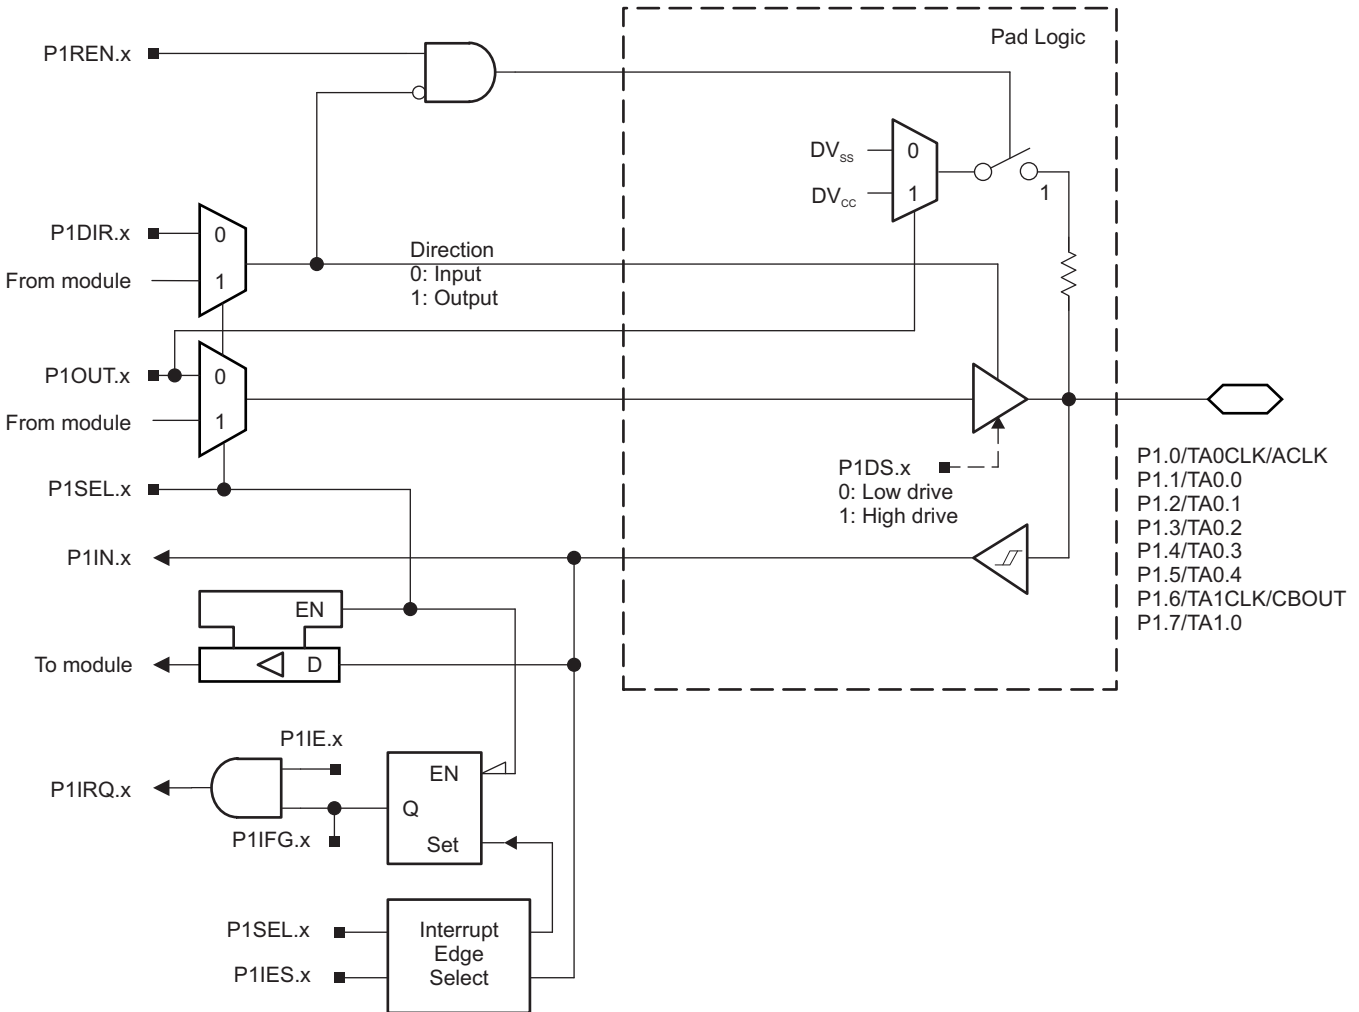 Pad Logic
P1REN.x
DVSS
0
DVCC
1
1
P1DIR.x
0
From module
1
Direction
0: Input
1: Output
P1OUT.x
0
From module
1
P1SEL.x
P1DS.x
0: Low drive
1: High drive
P1.0/TA0CLK/ACLK
P1.1/TA0.0
P1.2/TA0.1
P1.3/TA0.2
P1.4/TA0.3
P1.5/TA0.4
P1.6/TA1CLK/CBOUT
P1.7/TA1.0
P1IN.x
EN
To module
D
P1IE.x
P1IRQ.x
EN
Q
P1IFG.x
Set
P1SEL.x
P1IES.x
Interrupt
Edge
Select